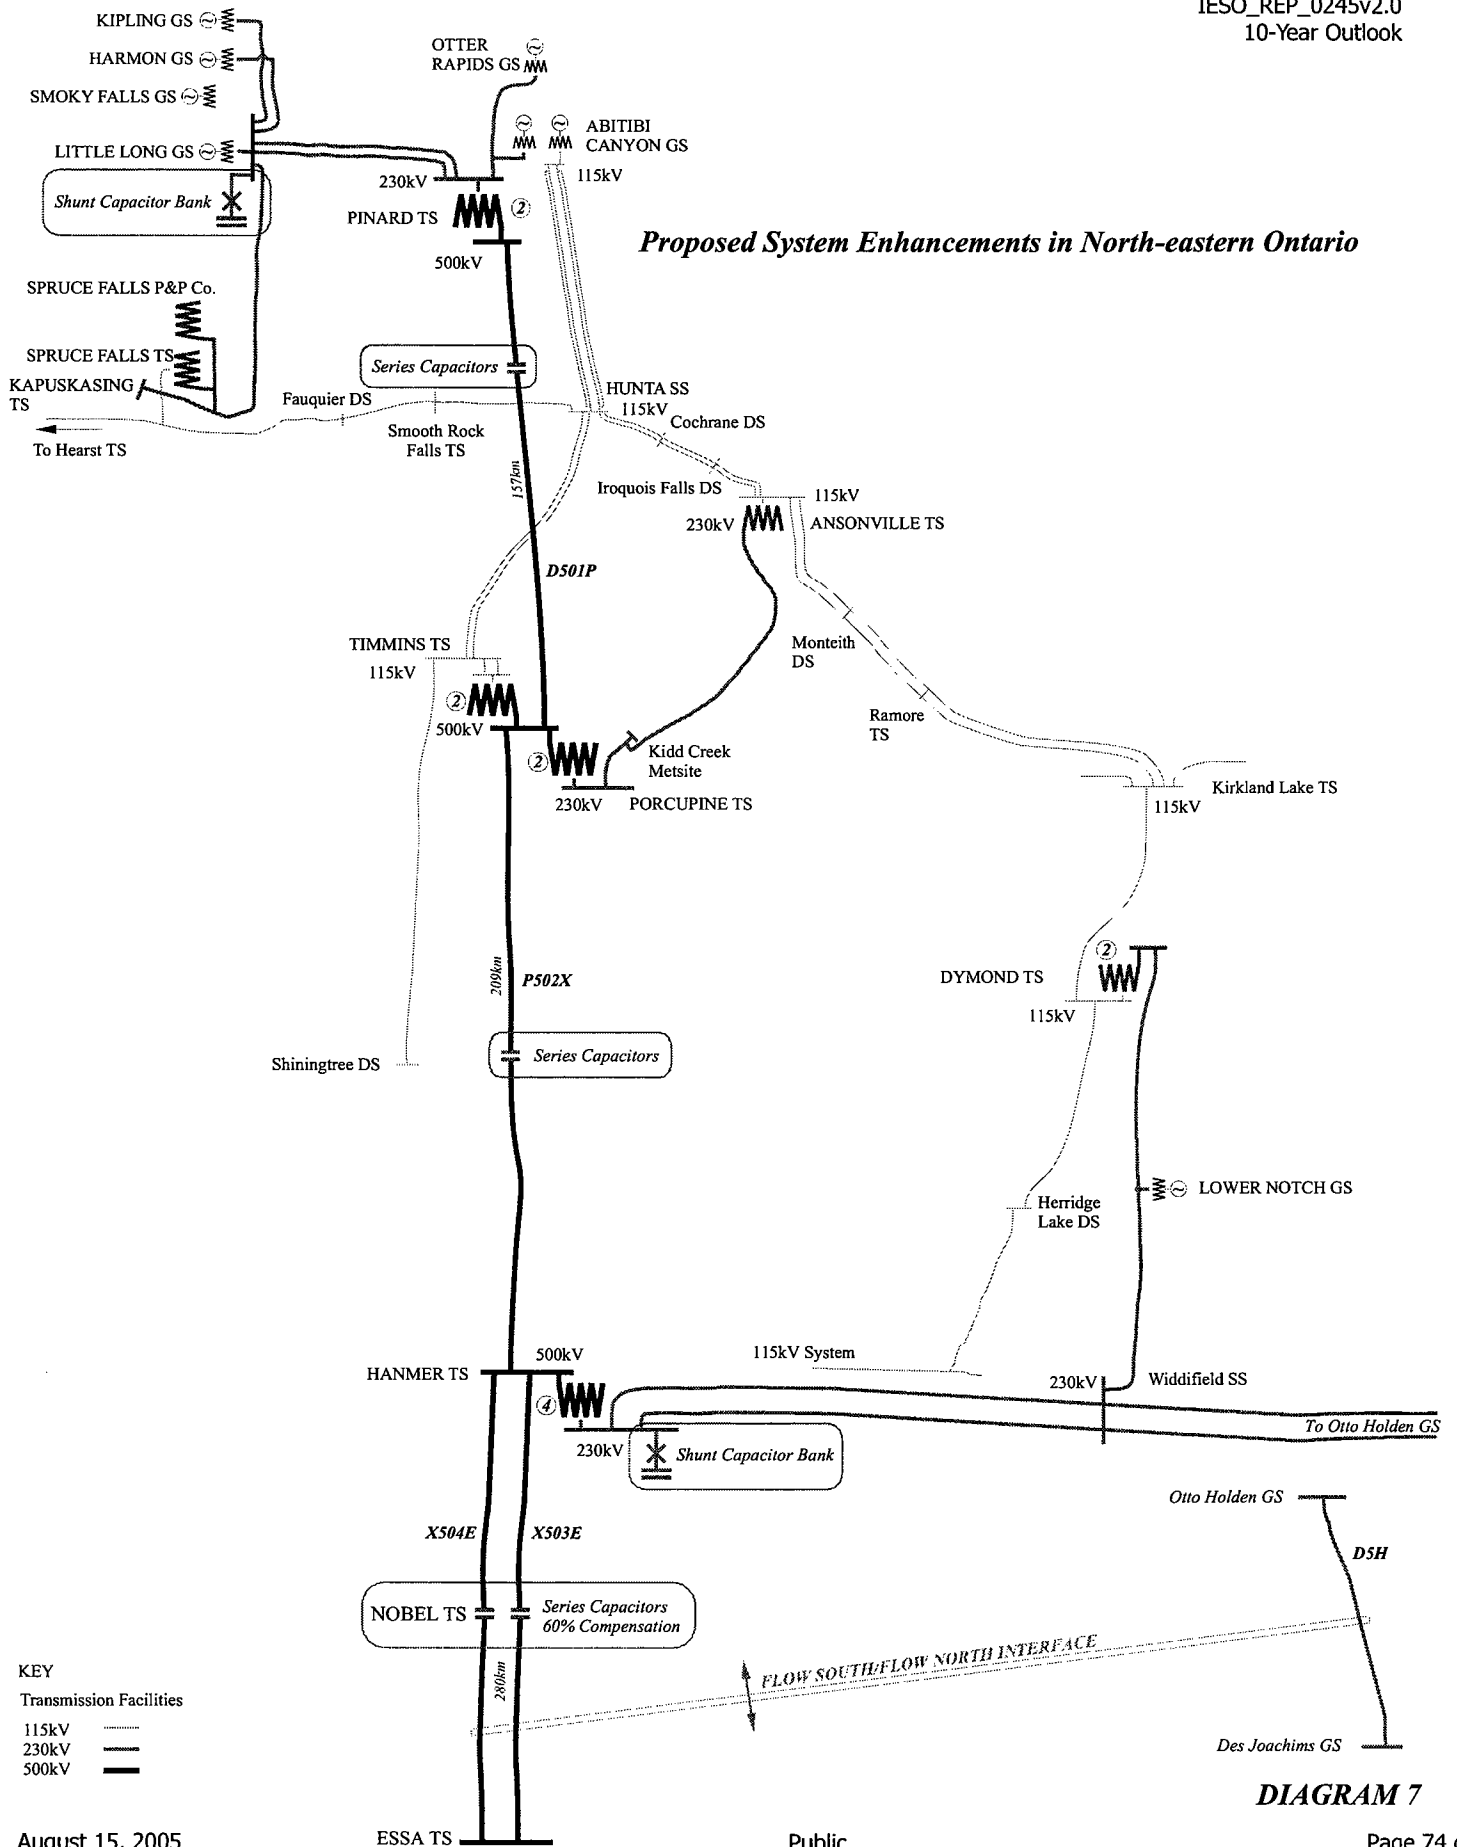 IESO_REP_0245v2.0
10-Year Outlook
KIPLING GS
HARMON GS
SMOKY FALLS GS
LITTLE LONG GS
Shunt Capacitor Bank
OTTER
RAPIDS GS
ABITIBI
CANYON GS
115kV
230kV
PINARD TS
2
500kV
Proposed System Enhancements in North-eastern Ontario
SPRUCE FALLS P&P Co.
SPRUCE FALLS TS
KAPUSKASING
TS
To Hearst TS
Fauquier DS
Series Capacitors
Smooth Rock
Falls TS
HUNTA SS
115kV
Cochrane DS
157km
Iroquois Falls DS
115kV
230kV
ANSONVILLE TS
D501P
TIMMINS TS
115kV
2
500kV
Monteith
DS
Ramore
TS
2
Kidd Creek
Metsite
230kV
PORCUPINE TS
Kirkland Lake TS
115kV
209km
P502X
2
DYMOND TS
115kV
Shiningtree DS
Series Capacitors
LOWER NOTCH GS
Herridge
Lake DS
HANMER TS
500kV
115kV System
230kV
Widdifield SS
4
230kV
Shunt Capacitor Bank
To Otto Holden GS
Otto Holden GS
X504E
X503E
D5H
NOBEL TS
Series Capacitors
60% Compensation
280km
FLOW SOUTH/FLOW NORTH INTERFACE
KEY
Transmission Facilities
115kV
230kV
500kV
Des Joachims GS
DIAGRAM 7
ESSA TS
August 15, 2005
Public
Page 74